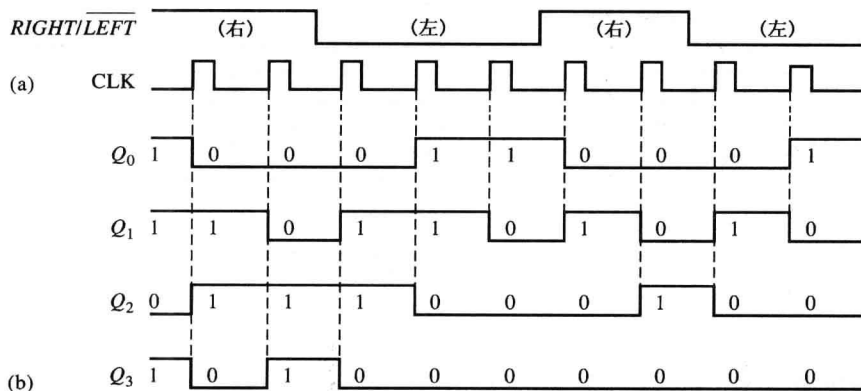 RIGHT/LEFT (右) (左) (右) (左)
(a) CLK
Q0 1 0 0 0 1 1 0 0 0 1
Q1 1 1 0 1 1 0 1 0 1 0
Q2 0 1 1 1 0 0 0 1 0 0
(b) Q3 1 0 1 0 0 0 0 0 0 0